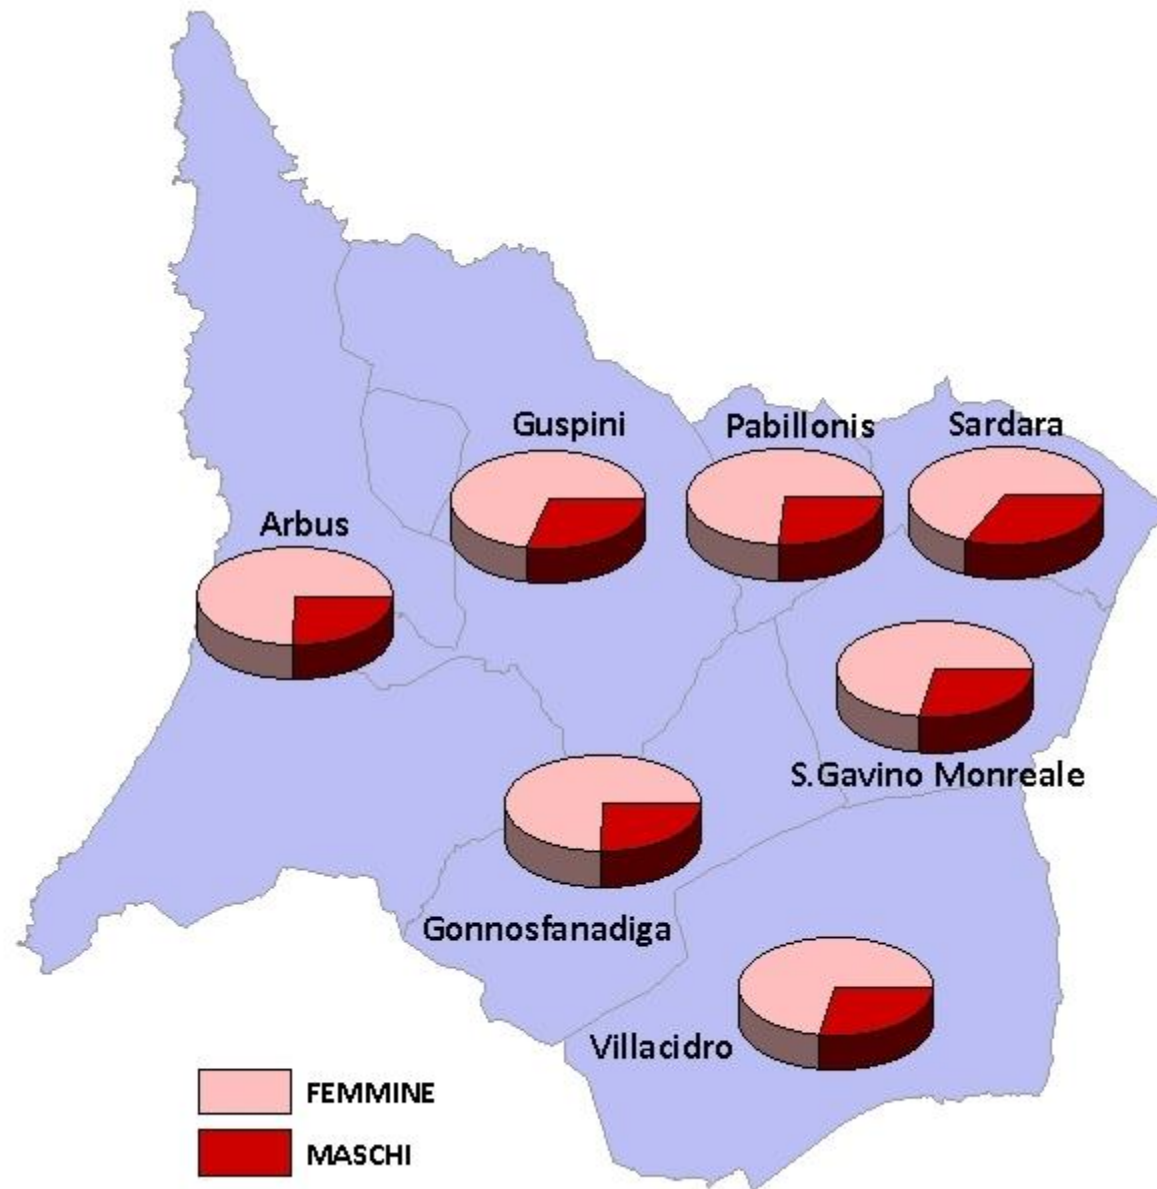 Guspini
Pabillonis
Sardara
Arbus
S.Gavino Monreale
Gonnosfanadiga
Villacidro
FEMMINE
MASCHI